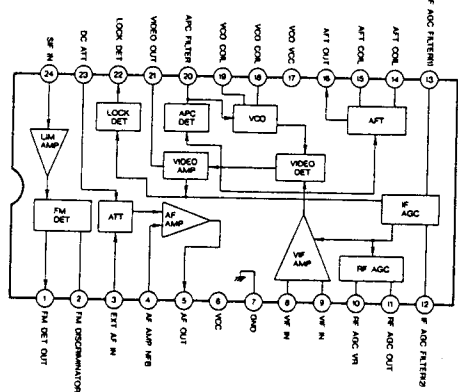 SIF IN
DC ATT
LOCK DET
VIDEO OUT
APC FILTER
VCO COIL
VCO COIL
VCO VCC
AFT OUT
AFT COIL
AFT COIL
IF AGC FILTER(1)
24
23
22
21
20
19
18
17
16
15
14
13
LIM AMP
LOCK DET
APC DET
VCO
AFT
VIDEO AMP
VIDEO DET
FM DET
ATT
AF AMP
VIF AMP
IF AGC
RF AGC
1
2
3
4
5
6
7
8
9
10
11
12
FM DET OUT
FM DISCRIMINATOR
EXT AF IN
AF AMP NFB
AF OUT
VCC
GND
VIF IN
VIF IN
RF AGC VR
RF AGC OUT
IF AGC FILTER(2)